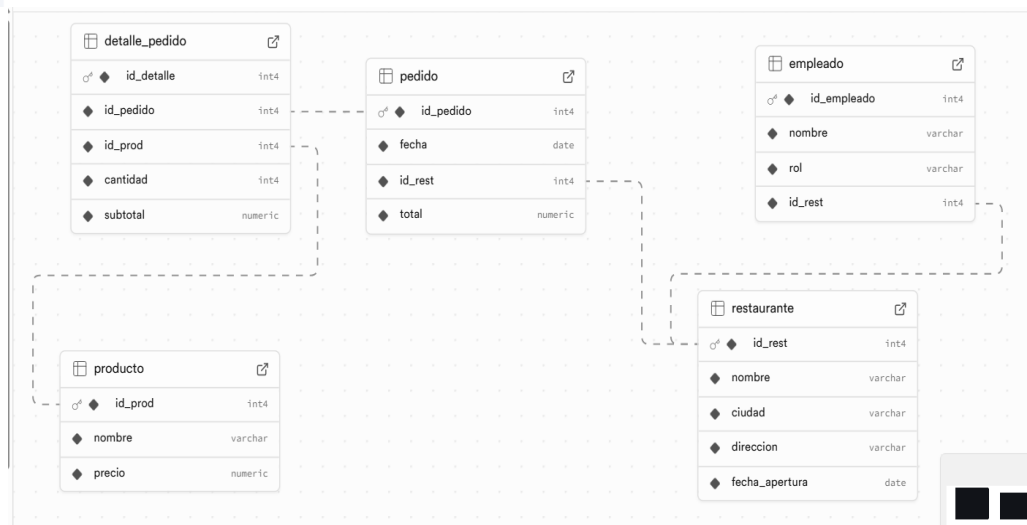 detalle_pedido
id_detalle int4
id_pedido int4
id_prod int4
cantidad int4
subtotal numeric
pedido
id_pedido int4
fecha date
id_rest int4
total numeric
empleado
id_empleado int4
nombre varchar
rol varchar
id_rest int4
producto
id_prod int4
nombre varchar
precio numeric
restaurante
id_rest int4
nombre varchar
ciudad varchar
direccion varchar
fecha_apertura date